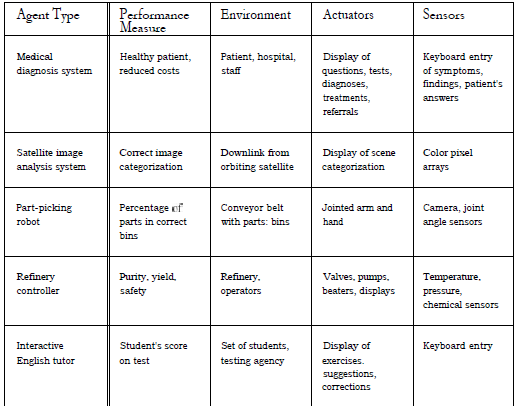 Agent Type
Performance
Measure
Environment
Actuators
Sensors
Medical
diagnosis system
Healthy patient,
reduced costs
Patient, hospital,
staff
Display of
questions, tests,
diagnoses,
treatments,
referrals
Keyboard entry
of symptoms,
findings, patient's
answers
Satellite image
analysis system
Correct image
categorization
Downlink from
orbiting satellite
Display of scene
categorization
Color pixel
arrays
Part-picking
robot
Percentage of
parts in correct
bins
Conveyor belt
with parts: bins
Jointed arm and
hand
Camera, joint
angle sensors
Refinery
controller
Purity, yield,
safety
Refinery,
operators
Valves, pumps,
beaters, displays
Temperature,
pressure,
chemical sensors
Interactive
English tutor
Student's score
on test
Set of students,
testing agency
Display of
exercises.
suggestions,
corrections
Keyboard entry